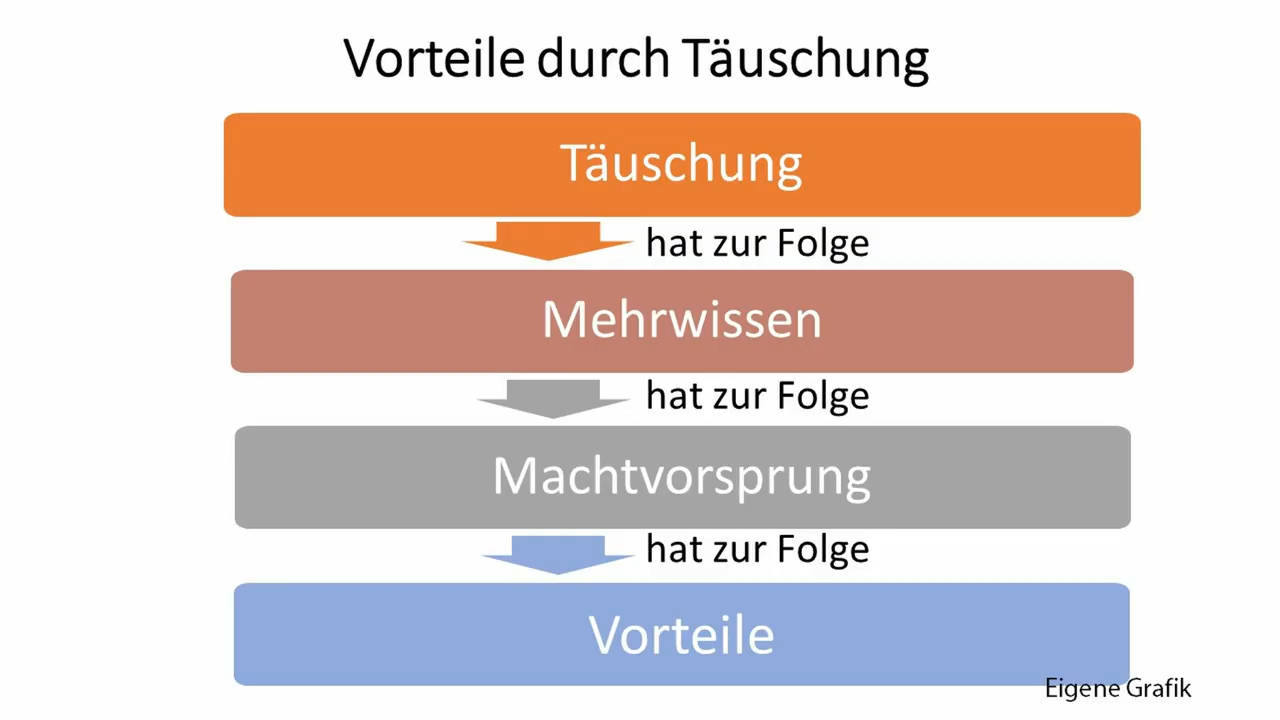 Vorteile durch Täuschung
Täuschung
hat zur Folge
Mehrwissen
hat zur Folge
Machtvorsprung
hat zur Folge
Vorteile
Eigene Grafik